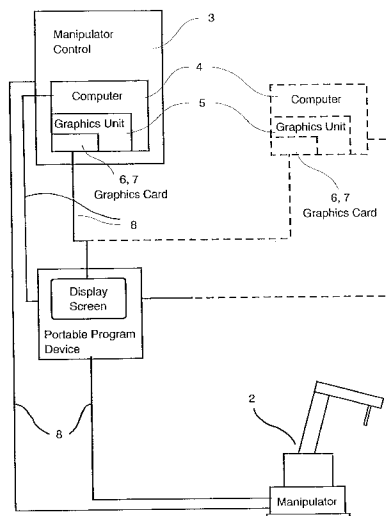 3
Manipulator
Control
Computer
4
Computer
Graphics Unit
5
Graphics Unit
6, 7
Graphics Card
6, 7
Graphics Card
8
Display
Screen
Portable Program
Device
2
8
Manipulator